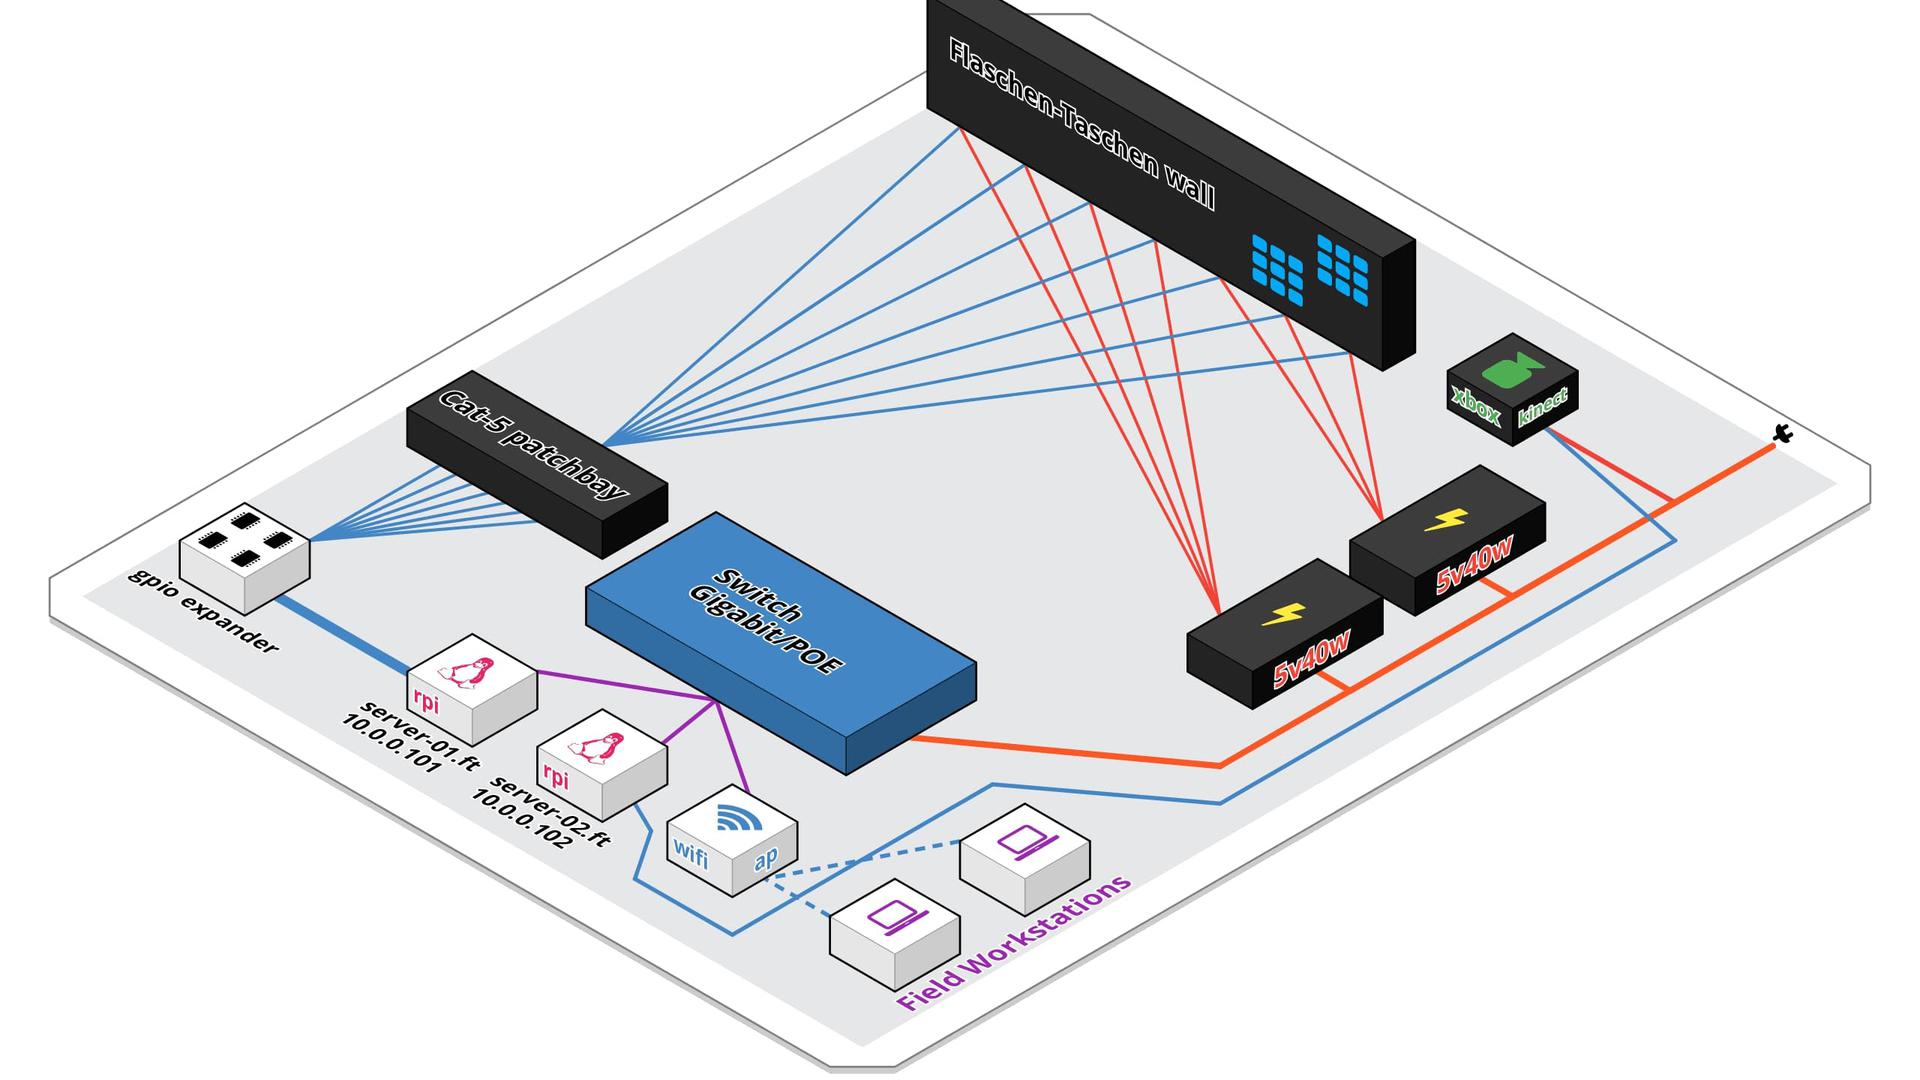 Flaschen-Taschen wall
xbox
kinect
Cat-5 patchbay
5v40w
5v40w
gpio expander
Switch
Gigabit/POE
rpi
server-01.ft
10.0.0.101
rpi
server-02.ft
10.0.0.102
wifi
ap
Field Workstations